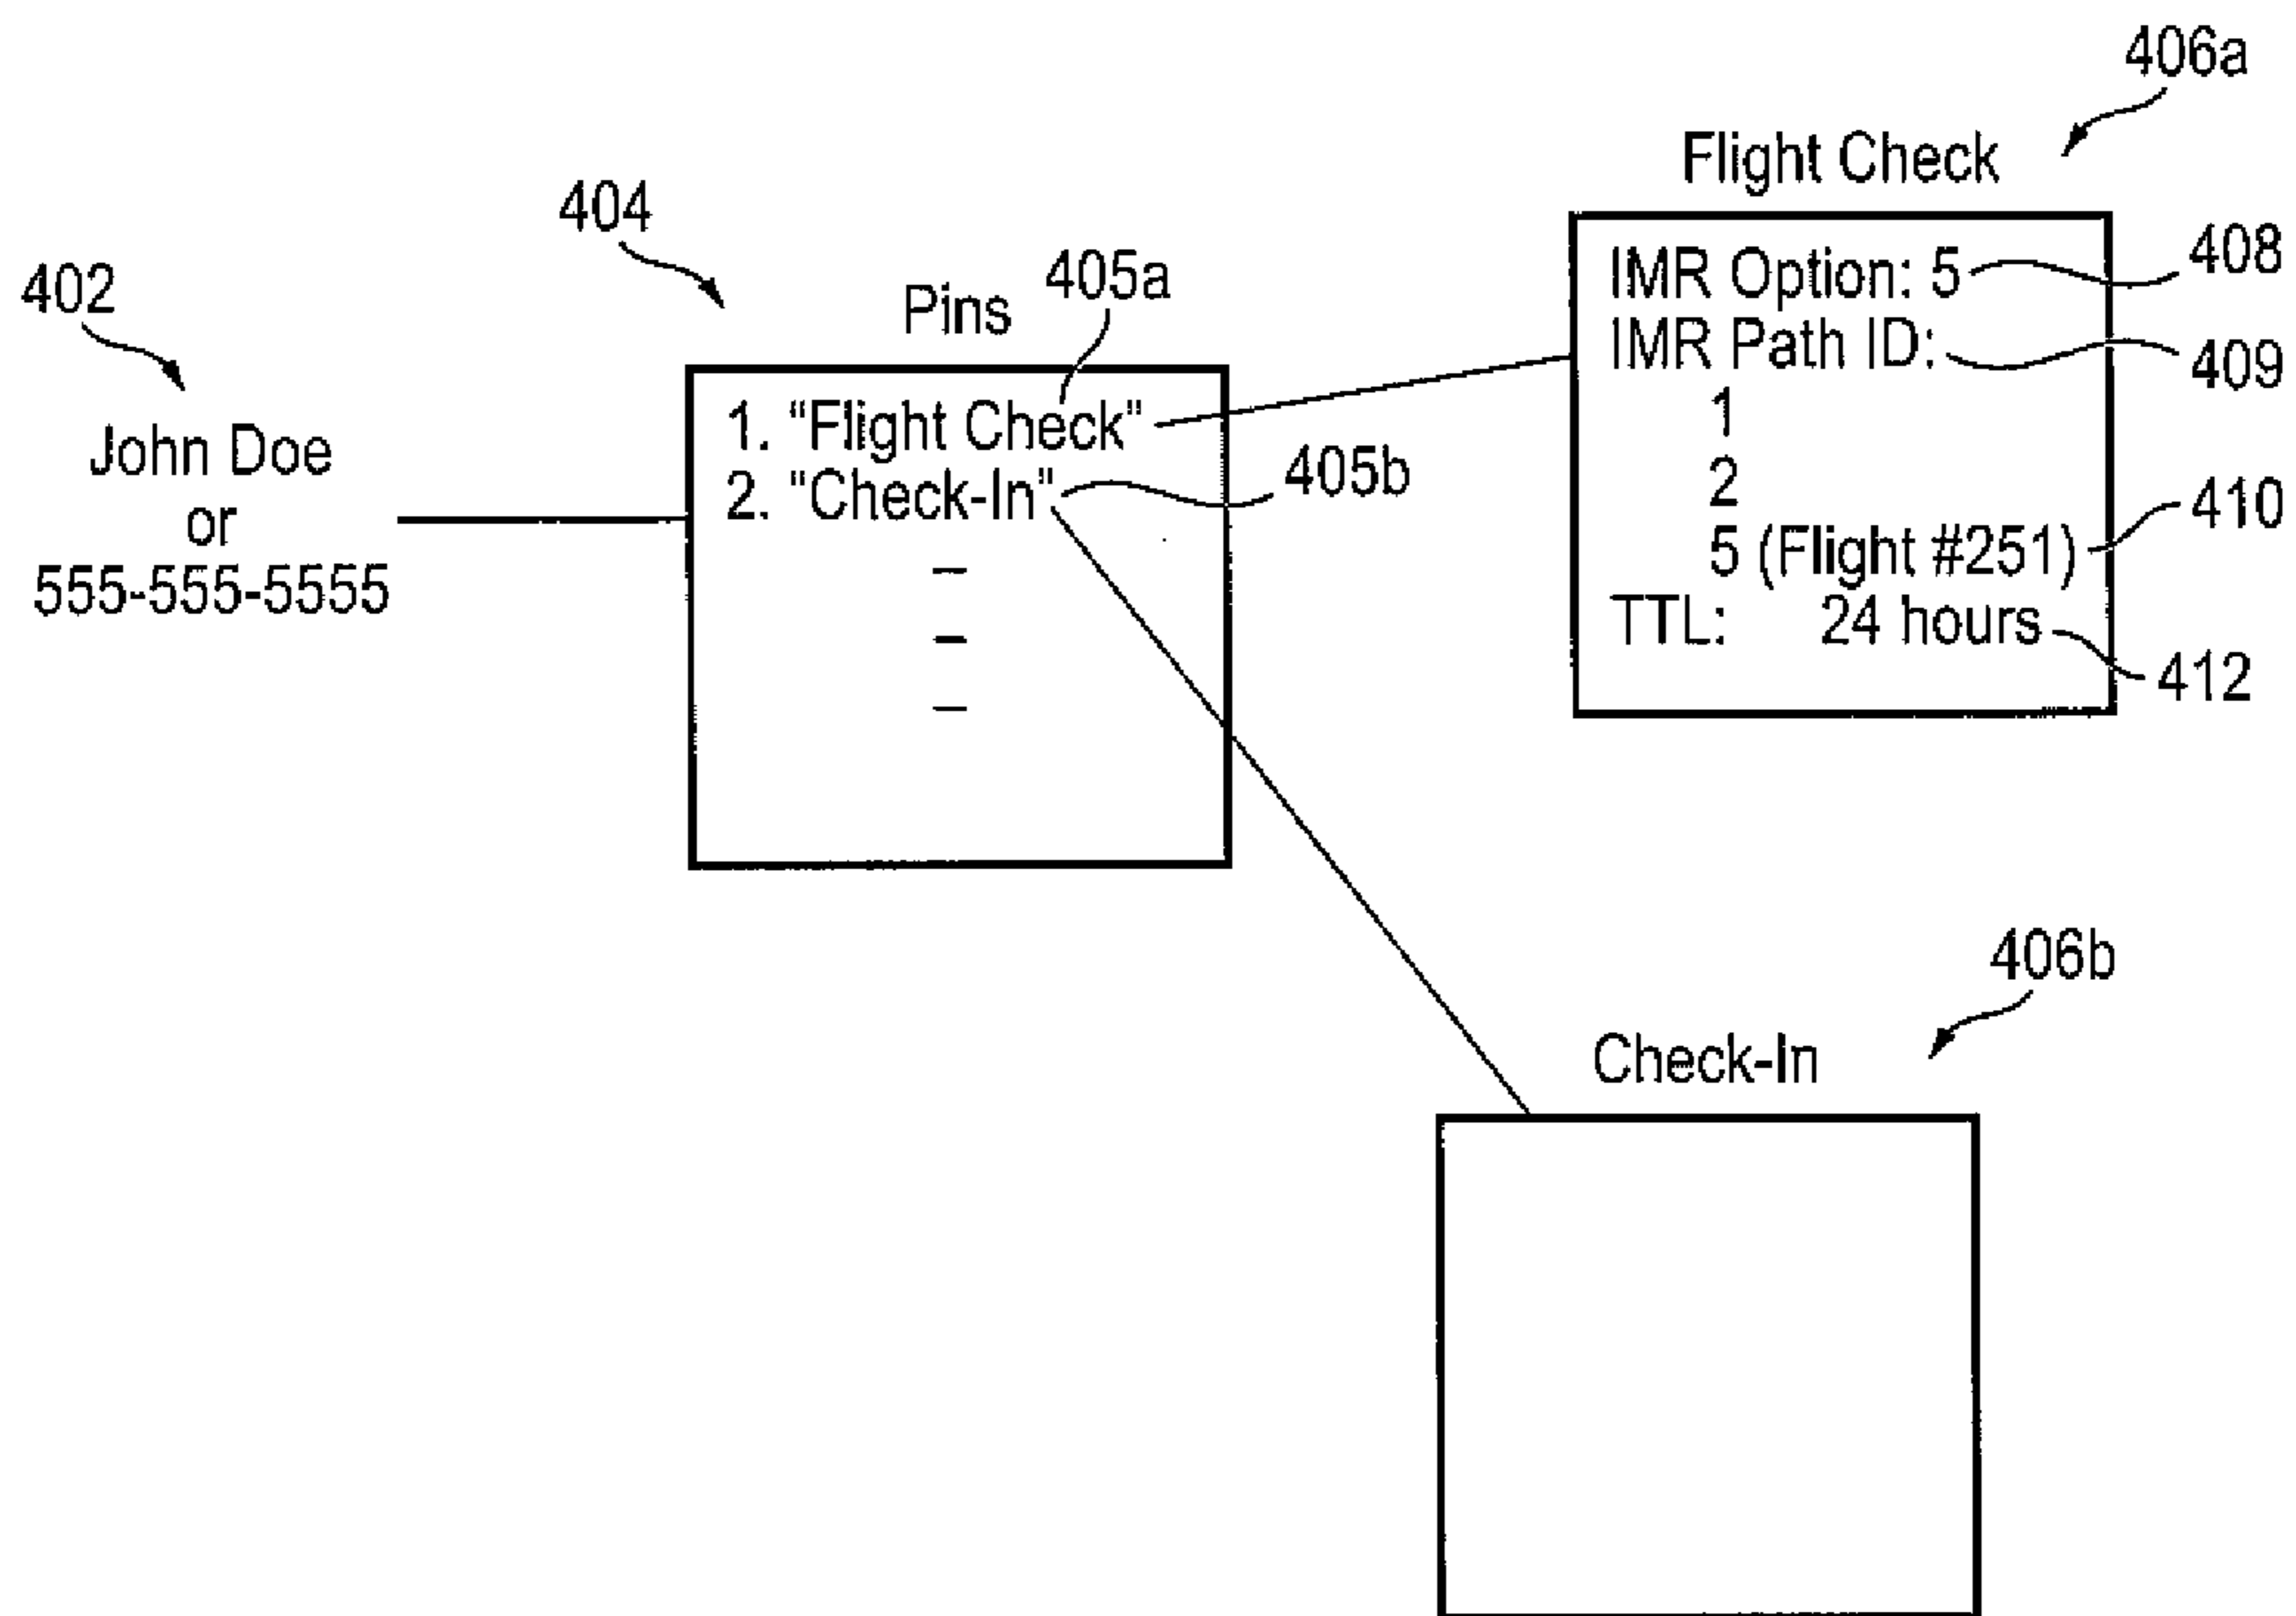 402
John Doe
or
555-555-5555
404
Pins
405a
1. “Flight Check”
2. "Check-In"
405b
–
–
–
406a
Flight Check
IMR Option: 5
408
IMR Path ID:
409
1
2
5 (Flight #251)
410
TTL: 24 hours
412
406b
Check-In